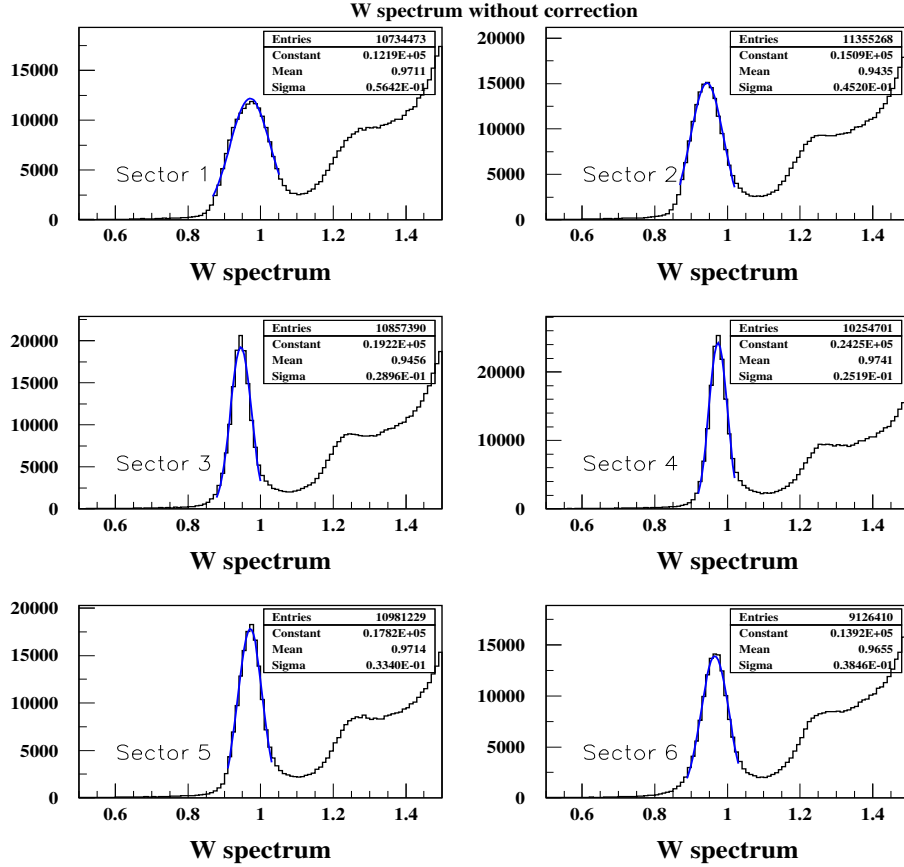 W spectrum without correction
Entries 10734473
Constant 0.1219E+05
Mean 0.9711
Sigma 0.5642E-01
15000
10000
5000
0
Sector 1
0.6 0.8 1 1.2 1.4
W spectrum
Entries 11355268
Constant 0.1509E+05
Mean 0.9435
Sigma 0.4520E-01
20000
15000
10000
5000
0
Sector 2
0.6 0.8 1 1.2 1.4
W spectrum
Entries 10857390
Constant 0.1922E+05
Mean 0.9456
Sigma 0.2896E-01
20000
15000
10000
5000
0
Sector 3
0.6 0.8 1 1.2 1.4
W spectrum
Entries 10254701
Constant 0.2425E+05
Mean 0.9741
Sigma 0.2519E-01
20000
10000
0
Sector 4
0.6 0.8 1 1.2 1.4
W spectrum
Entries 10981229
Constant 0.1782E+05
Mean 0.9714
Sigma 0.3340E-01
20000
15000
10000
5000
0
Sector 5
0.6 0.8 1 1.2 1.4
W spectrum
Entries 9126410
Constant 0.1392E+05
Mean 0.9655
Sigma 0.3846E-01
15000
10000
5000
0
Sector 6
0.6 0.8 1 1.2 1.4
W spectrum